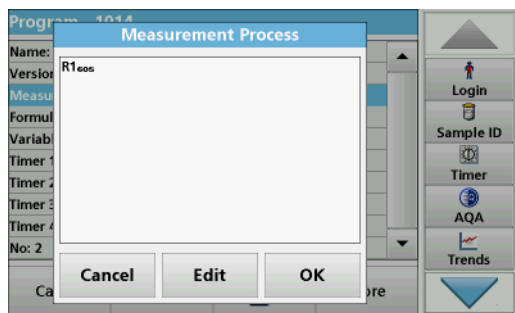 Program 1014
Measurement Process
Name:
R1₆₀₅
Version
Measu
Formul
Variabl
Timer 1
Timer 2
Timer 3
Timer 4
No: 2
Cancel
Edit
OK
Ca
ore
Login
Sample ID
Timer
AQA
Trends